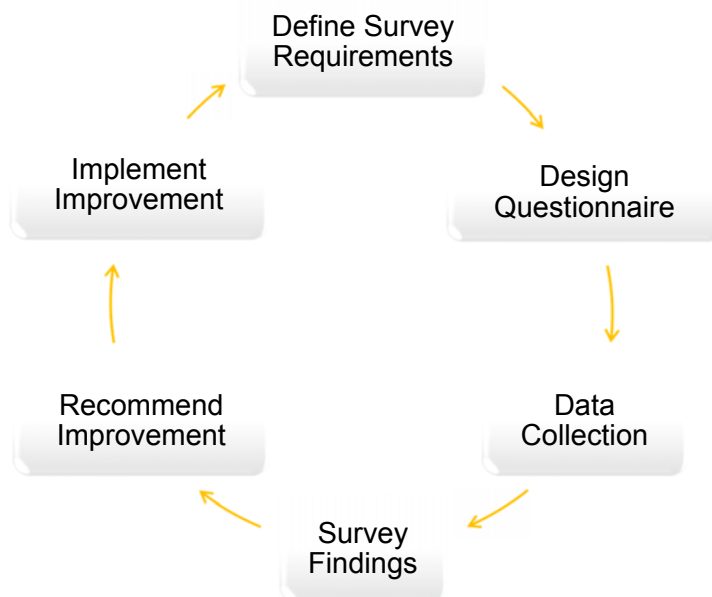 Define Survey
Requirements
Design
Questionnaire
Data
Collection
Survey
Findings
Recommend
Improvement
Implement
Improvement